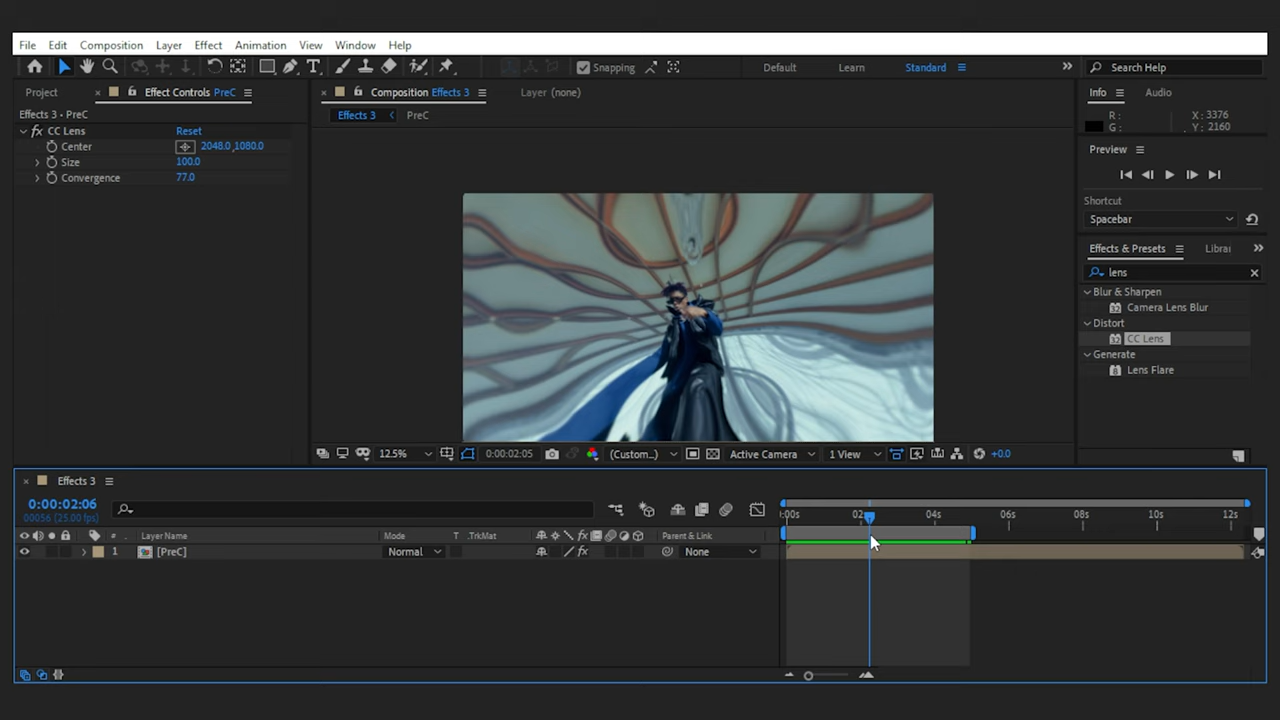 File Edit Composition Layer Effect Animation View Window Help
Snapping Default Learn Standard Search Help
Project Effect Controls PreC Composition Effects 3 Layer (none) Info Audio
Effects 3 • PreC Effects 3 PreC R: X: 3376
G: Y: 2160
fx CC Lens Reset
Center 2048.0,1080.0
Size 100.0
Convergence 77.0
Preview
Shortcut
Spacebar
Effects & Presets Librar
lens
Blur & Sharpen
Camera Lens Blur
Distort
CC Lens
Generate
Lens Flare
12.5% 0:00:02:05 (Custom...) Active Camera 1 View +0.0
Effects 3
0:00:02:06
00056 (25.00 fps)
:00s 02s 04s 06s 08s 10s 12s
# Layer Name Mode T .TrkMat fx Parent & Link
1 [PreC] Normal fx None